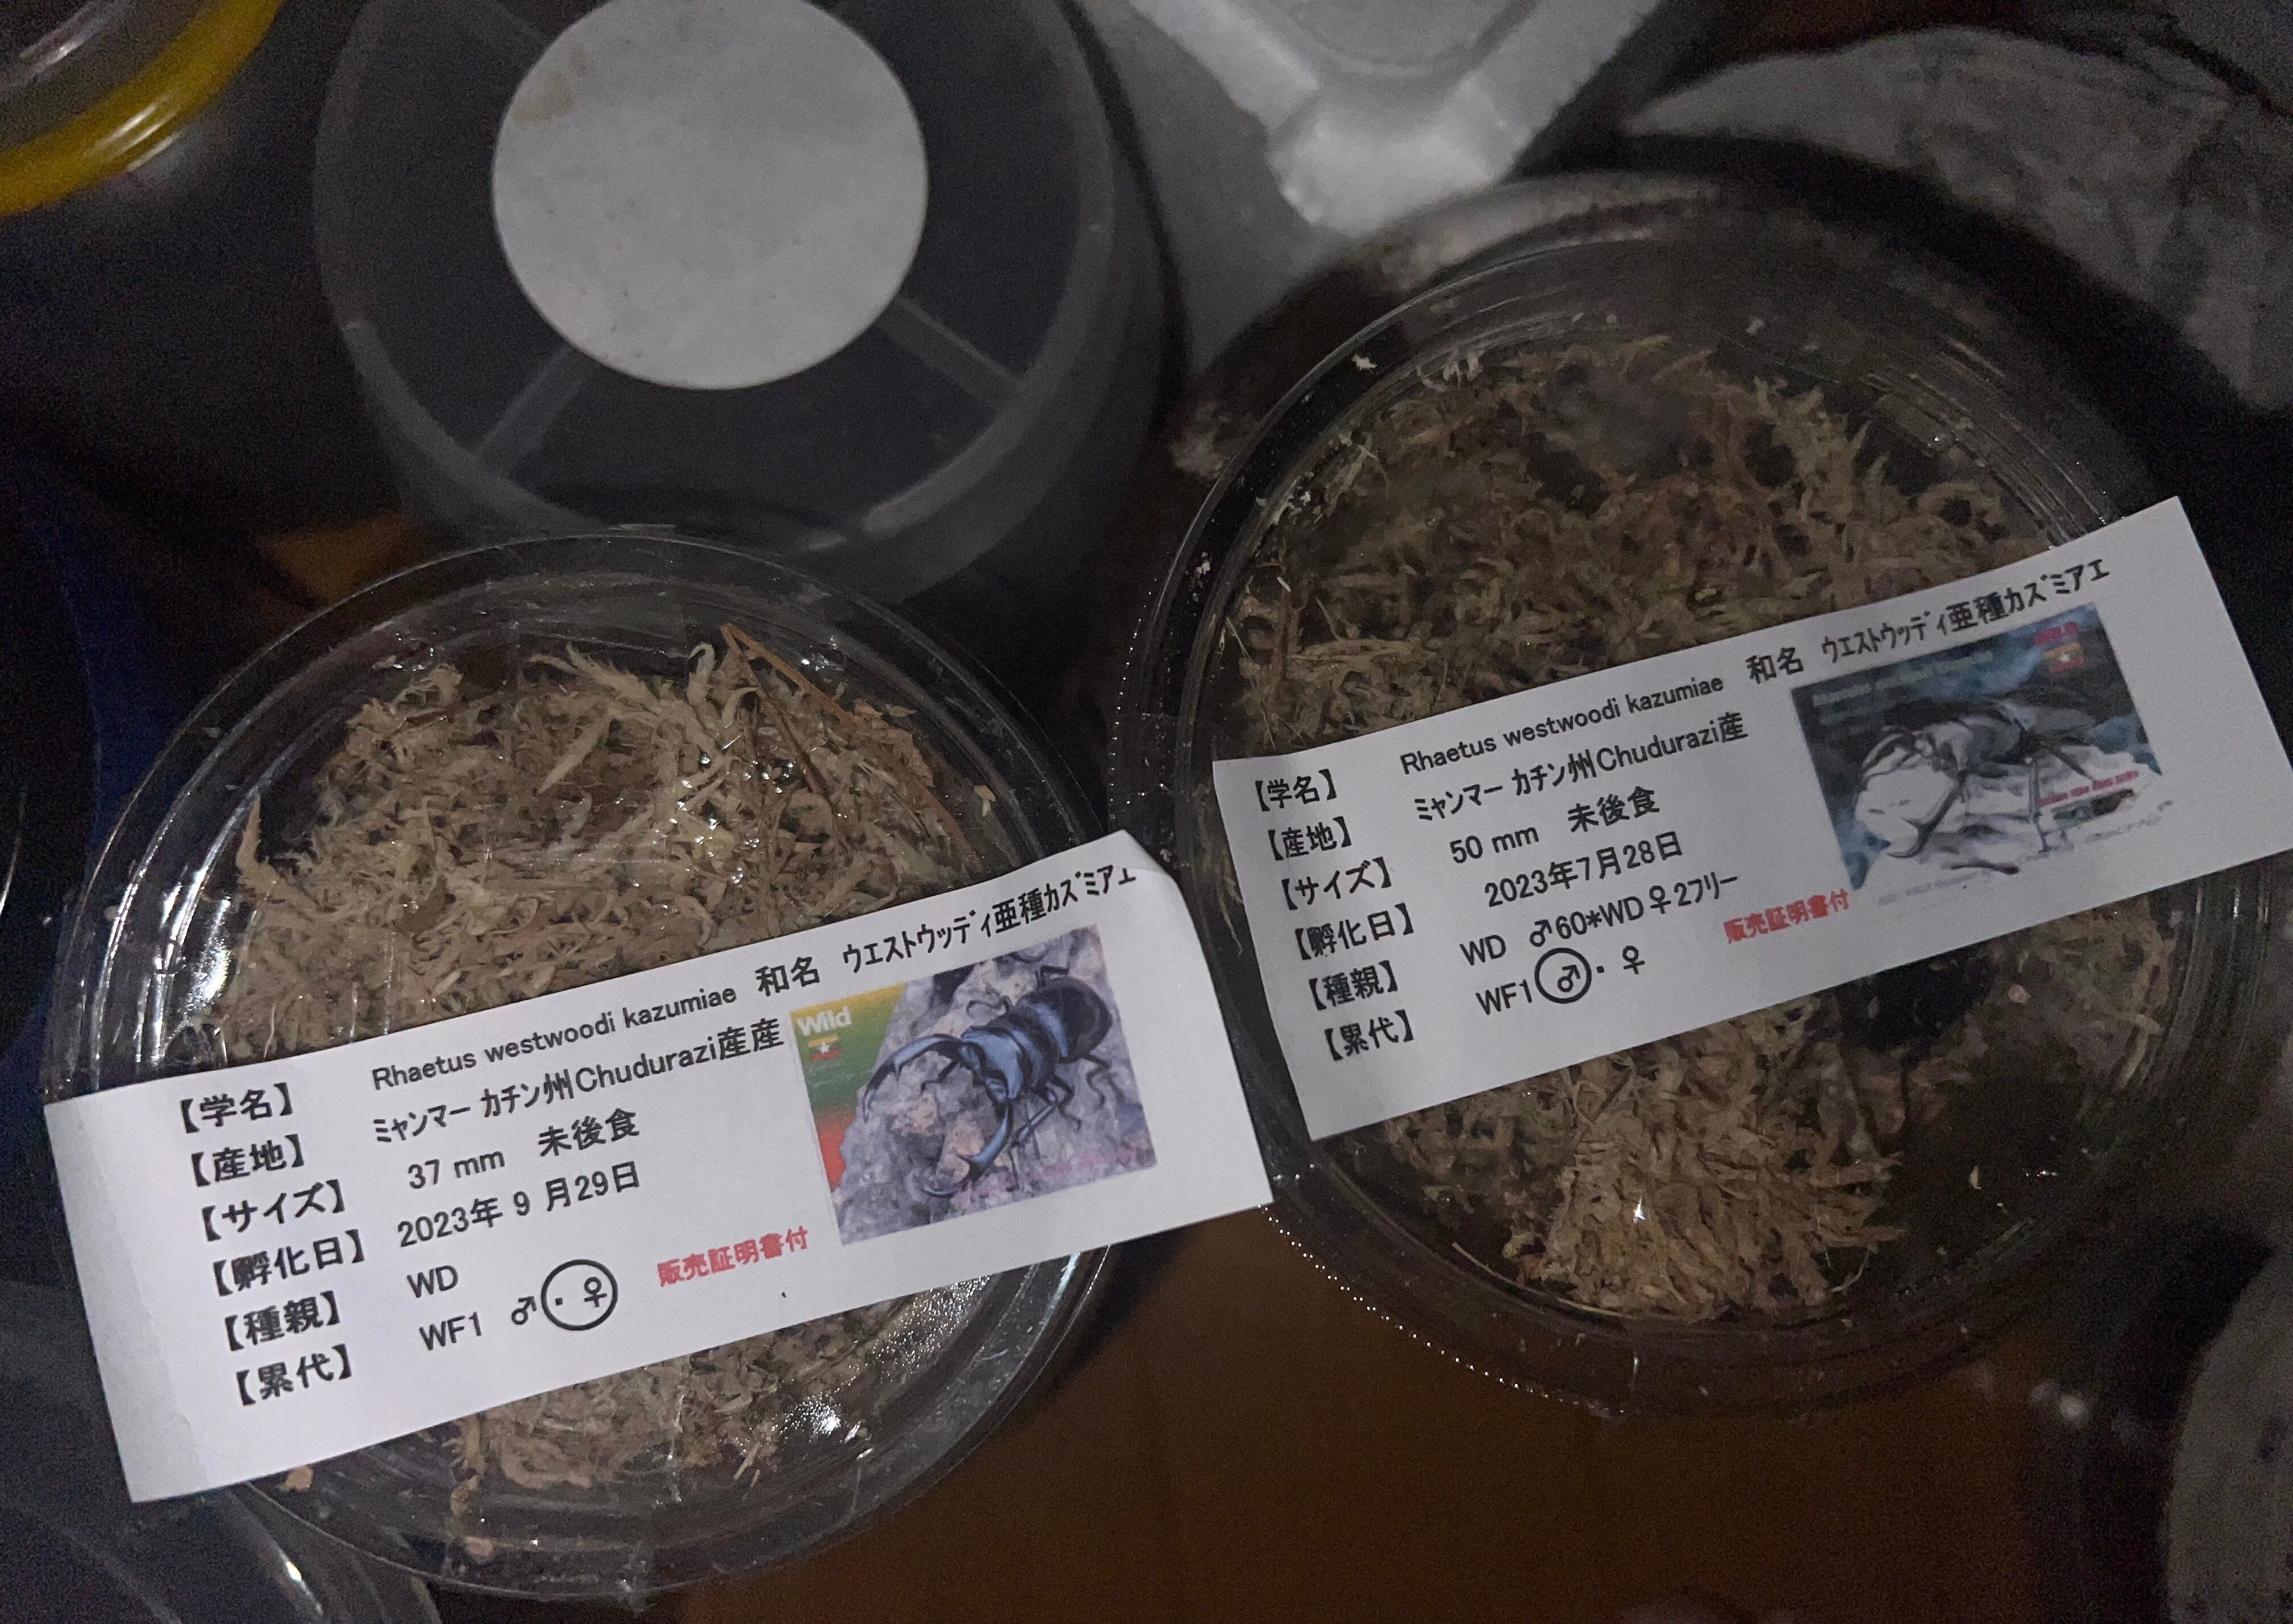 【学名】 Rhaetus westwoodi kazumiae 和名 ウエストウッディ亜種カズミアエ
【産地】 ミャンマー カチン州Chudurazi産産
【サイズ】 37 mm 未後食
【孵化日】 2023年 9 月29日
【種親】 WD
【累代】 WF1 ♂・♀
販売証明書付
Wild
【学名】 Rhaetus westwoodi kazumiae 和名 ウエストウッディ亜種カズミアエ
【産地】 ミャンマー カチン州Chudurazi産
【サイズ】 50 mm 未後食
【孵化日】 2023年7月28日
【種親】 WD ♂60*WD♀2フリー
【累代】 WF1 ♂・♀
販売証明書付